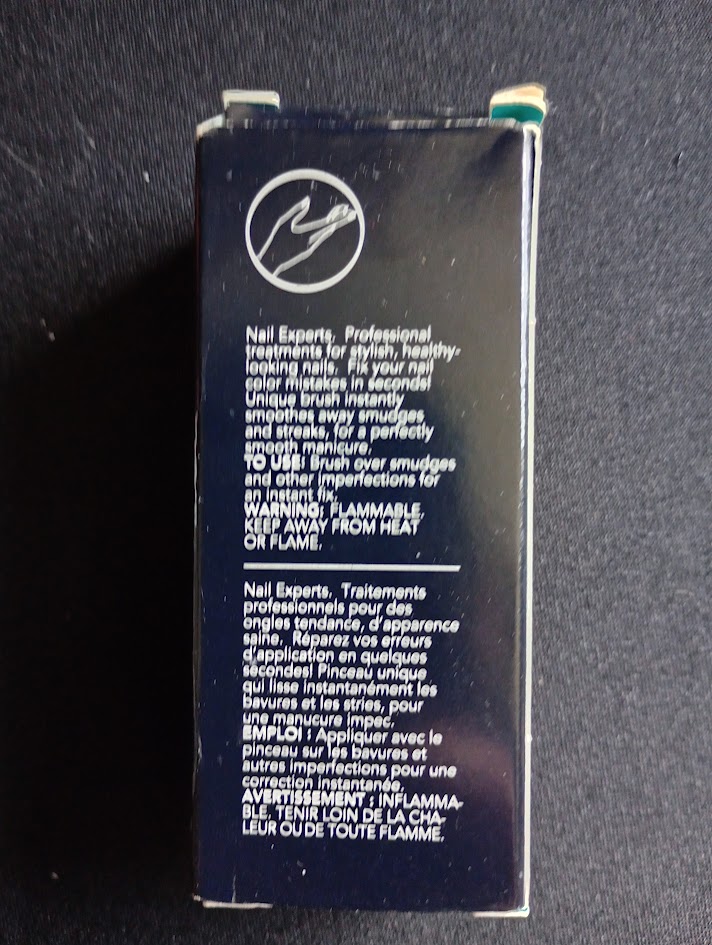 Nail Experts. Professional
treatments for stylish, healthy-
looking nails. Fix your nail
color mistakes in seconds!
Unique brush instantly
smoothes away smudges
and streaks, for a perfectly
smooth manicure.
TO USE: Brush over smudges
and other imperfections for
an instant fix.
WARNING: FLAMMABLE,
KEEP AWAY FROM HEAT
OR FLAME.
Nail Experts. Traitements
professionnels pour des
ongles tendance, d'apparence
saine. Réparez vos erreurs
d'application en quelques
secondes! Pinceau unique
qui lisse instantanément les
bavures et les stries, pour
une manucure impec.
EMPLOI : Appliquer avec le
pinceau sur les bavures et
autres imperfections pour une
correction instantanée.
AVERTISSEMENT : INFLAMMA-
BLE, TENIR LOIN DE LA CHA-
LEUR OU DE TOUTE FLAMME.